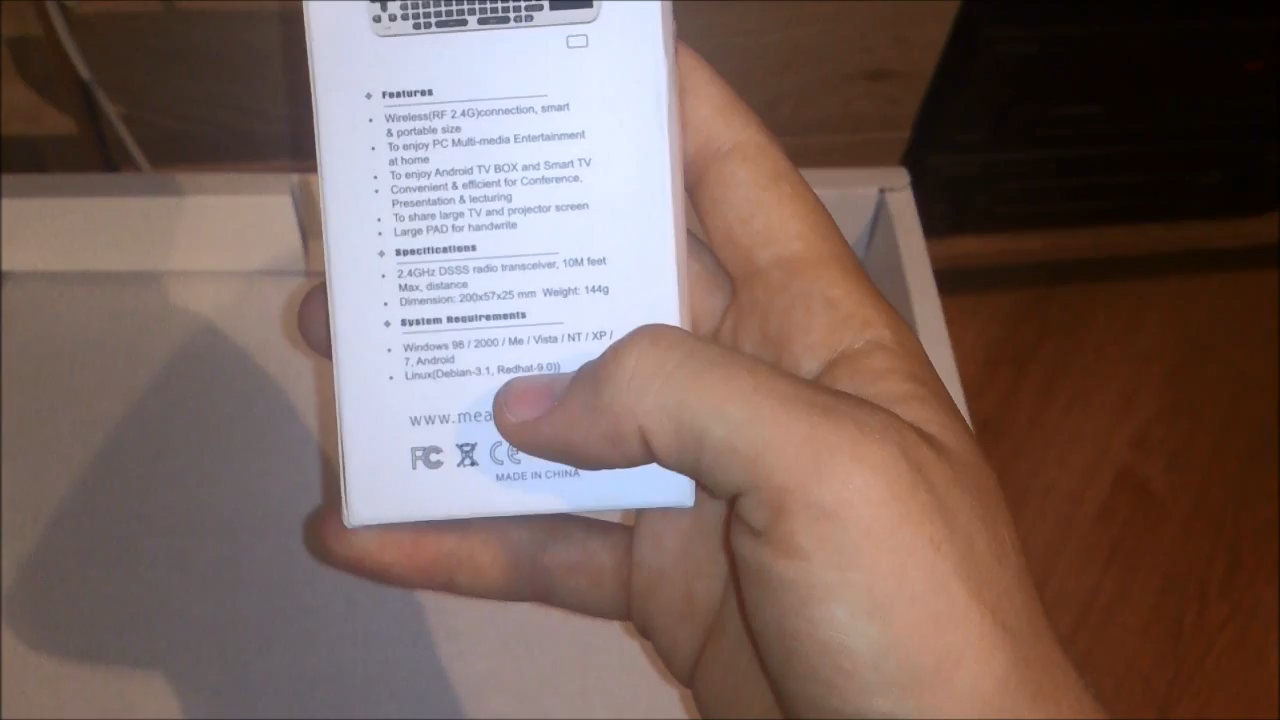 Features
Wireless(RF 2.4G)connection, smart
& portable size
To enjoy PC Multi-media Entertainment
at home
To enjoy Android TV BOX and Smart TV
Convenient & efficient for Conference,
Presentation & lecturing
To share large TV and projector screen
Large PAD for handwrite
Specifications
2.4GHz DSSS radio transceiver, 10M feet
Max, distance
Dimension: 200x57x25 mm Weight: 144g
System Requirements
Windows 98 / 2000 / Me / Vista / NT / XP /
7, Android
Linux(Debian-3.1, Redhat-9.0))
www.mea
FC CE
MADE IN CHINA